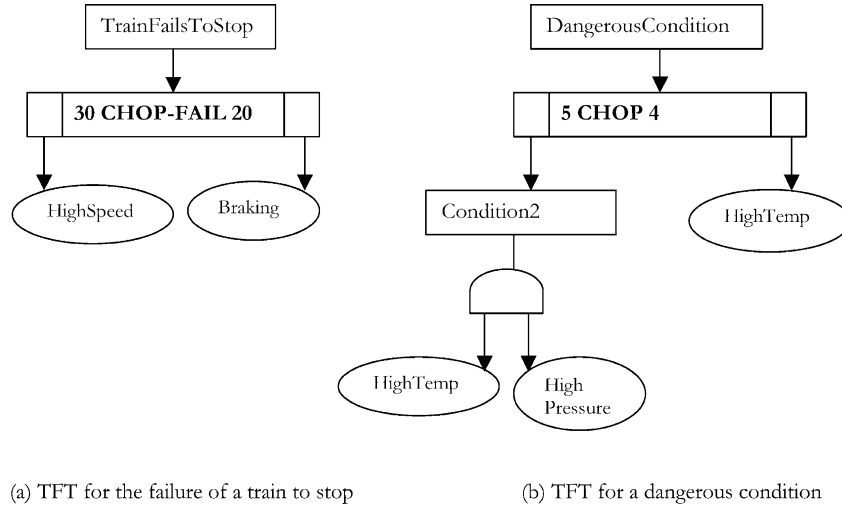 TrainFailsToStop
DangerousCondition
30 CHOP-FAIL 20
5 CHOP 4
HighSpeed
Braking
Condition2
HighTemp
HighTemp
High
Pressure
(a) TFT for the failure of a train to stop
(b) TFT for a dangerous condition